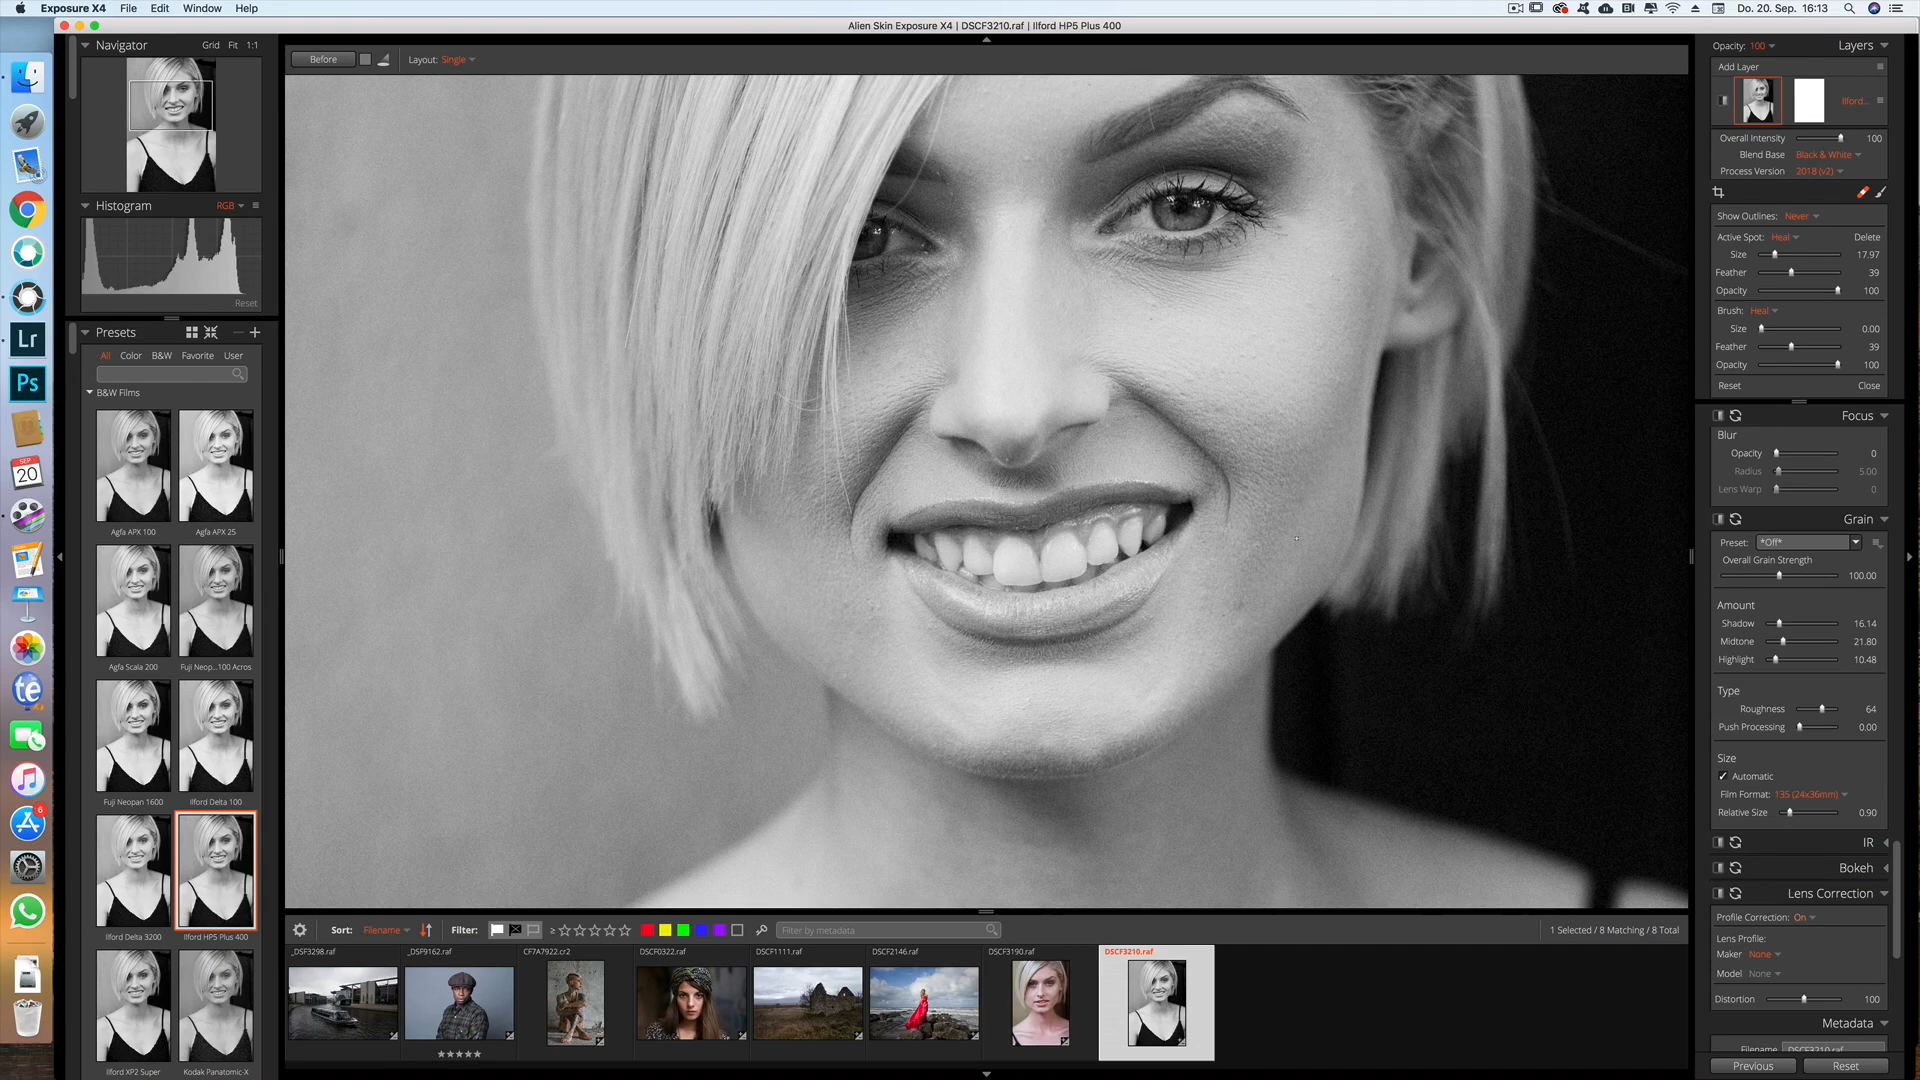 Exposure X4 File Edit Window Help
Do. 20. Sep. 16:13
Alien Skin Exposure X4 | DSCF3210.raf | Ilford HP5 Plus 400
Navigator Grid Fit 1:1
Histogram RGB
Reset
Presets
All Color B&W Favorite User
B&W Films
Agfa APX 100 Agfa APX 25
Agfa Scala 200 Fuji Neop...100 Acros
Fuji Neopan 1600 Ilford Delta 100
Ilford Delta 3200 Ilford HP5 Plus 400
Ilford XP2 Super Kodak Panatomic-X
Lr
Ps
SEP
20
té
6
Before Layout: Single
Sort: Filename Filter: ≥ Filter by metadata 1 Selected / 8 Matching / 8 Total
_DSF3298.raf _DSF9162.raf CF7A7922.cr2 DSCF0322.raf DSCF1111.raf DSCF2146.raf DSCF3190.raf DSCF3210.raf
Opacity: 100 Layers
Add Layer
Ilford...
Overall Intensity 100
Blend Base Black & White
Process Version 2018 (v2)
Show Outlines: Never
Active Spot: Heal Delete
Size 17.97
Feather 39
Opacity 100
Brush: Heal
Size 0.00
Feather 39
Opacity 100
Reset Close
Focus
Blur
Opacity 0
Radius 5.00
Lens Warp 0
Grain
Preset: *Off*
Overall Grain Strength
100.00
Amount
Shadow 16.14
Midtone 21.80
Highlight 10.48
Type
Roughness 64
Push Processing 0.00
Size
Automatic
Film Format: 135 (24x36mm)
Relative Size 0.90
IR
Bokeh
Lens Correction
Profile Correction: On
Lens Profile:
Maker None
Model None
Distortion 100
Metadata
Filename DSCF3210.raf
Previous Reset